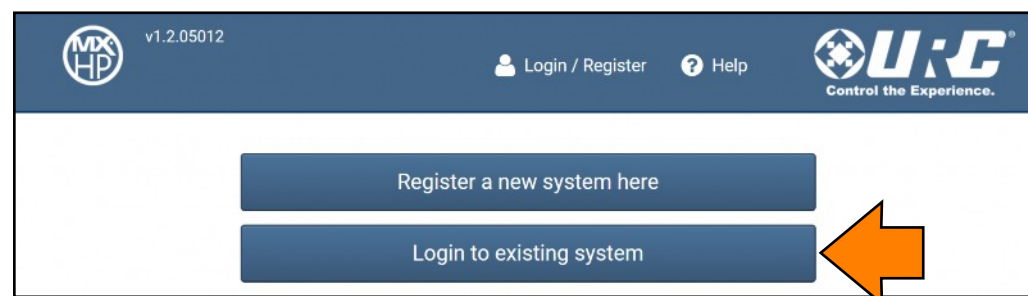 MX HP
v1.2.05012
Login / Register
? Help
URC®
Control the Experience.
Register a new system here
Login to existing system